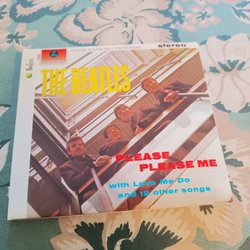 stereo
THE BEATLES
PLEASE
PLEASE ME
with Love Me Do
and 12 other songs